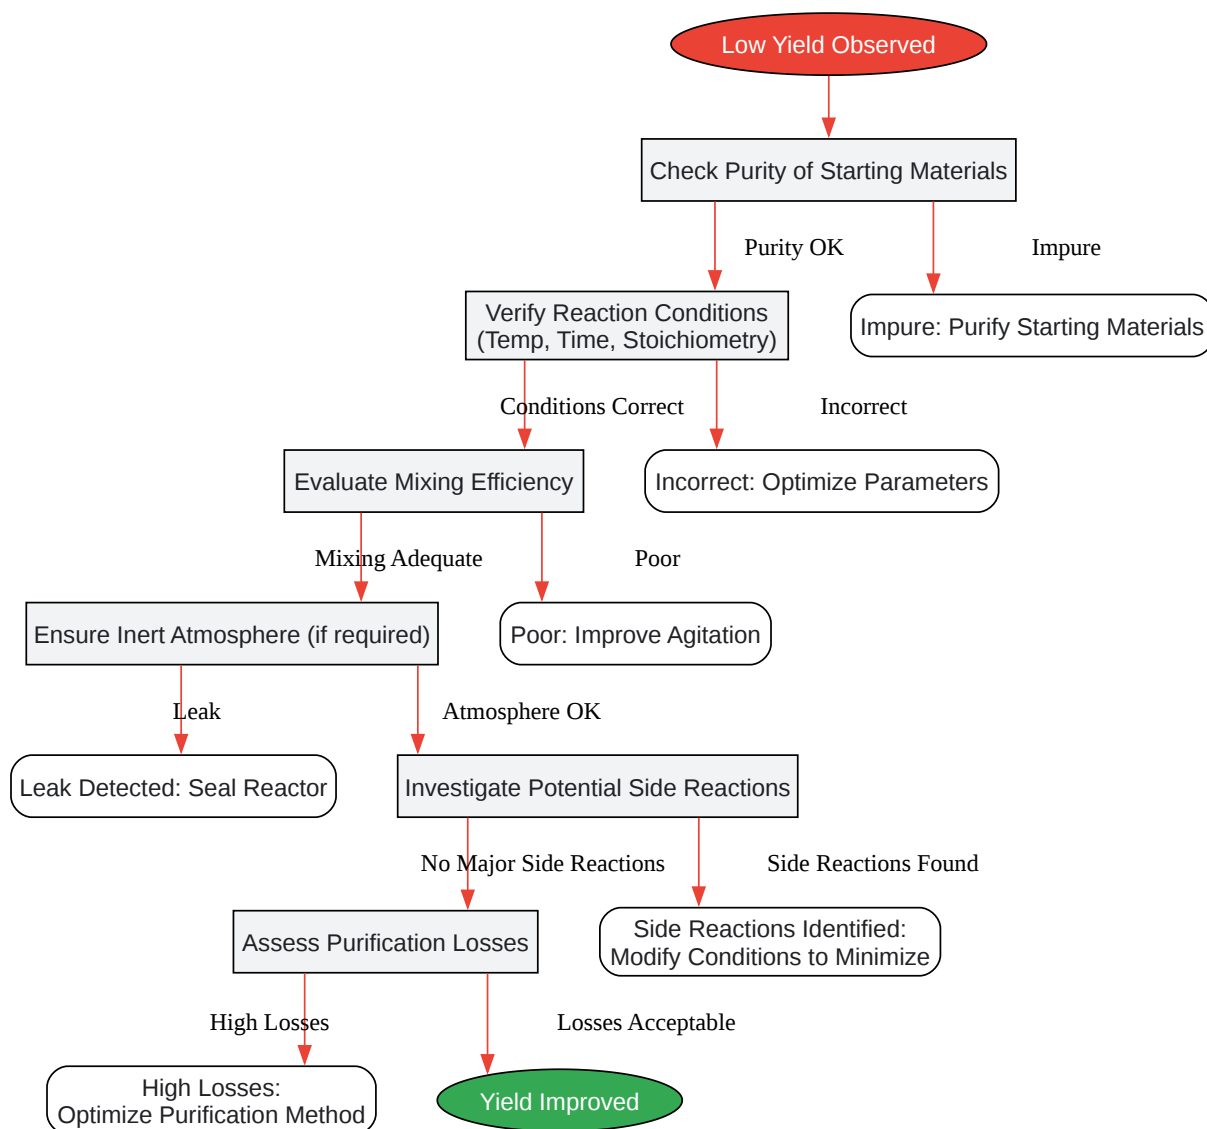 Low Yield Observed
Check Purity of Starting Materials
Purity OK
Impure
Verify Reaction Conditions
(Temp, Time, Stoichiometry)
Impure: Purify Starting Materials
Conditions Correct
Incorrect
Evaluate Mixing Efficiency
Incorrect: Optimize Parameters
Mixing Adequate
Poor
Ensure Inert Atmosphere (if required)
Poor: Improve Agitation
Leak
Atmosphere OK
Leak Detected: Seal Reactor
Investigate Potential Side Reactions
No Major Side Reactions
Side Reactions Found
Assess Purification Losses
Side Reactions Identified:
Modify Conditions to Minimize
High Losses
Losses Acceptable
High Losses:
Optimize Purification Method
Yield Improved